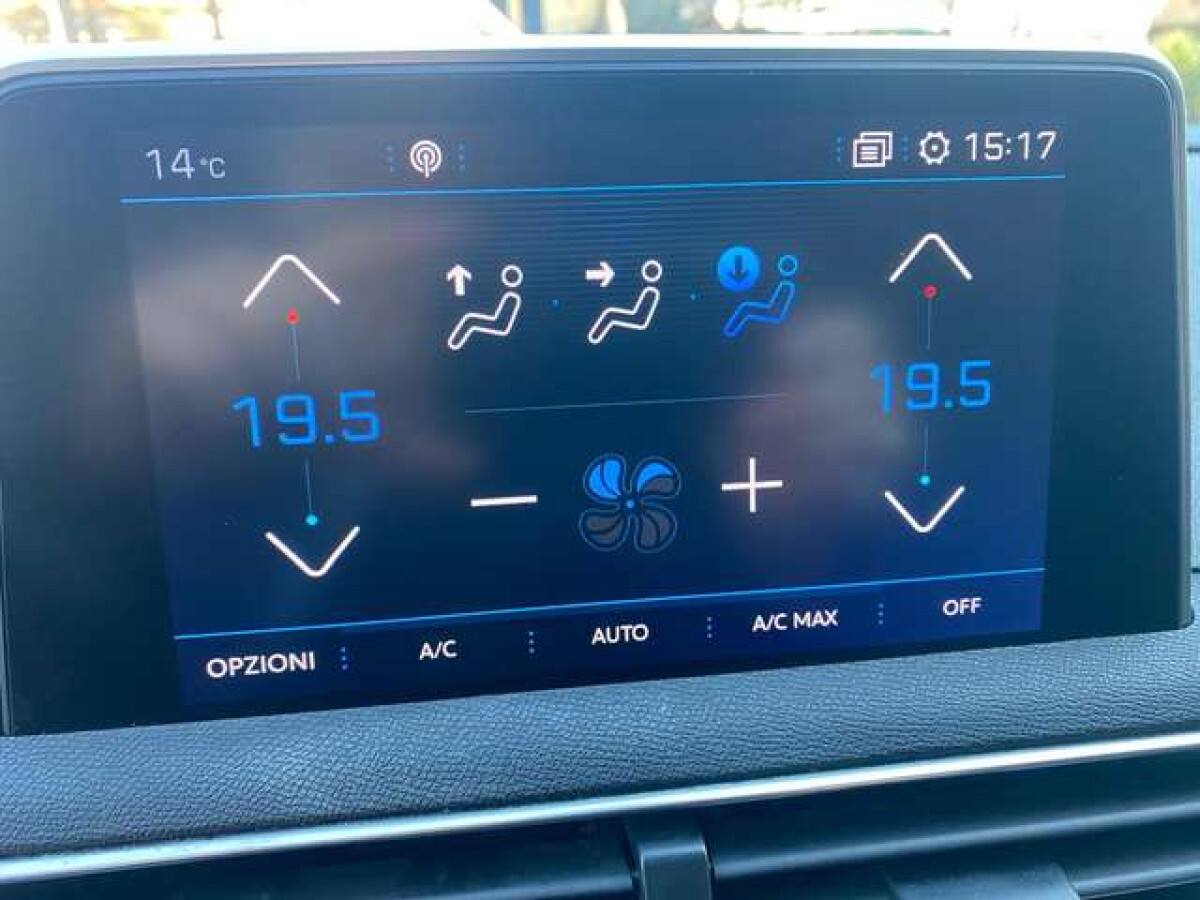 14°C 15:17
19.5 19.5
OPZIONI A/C AUTO A/C MAX OFF